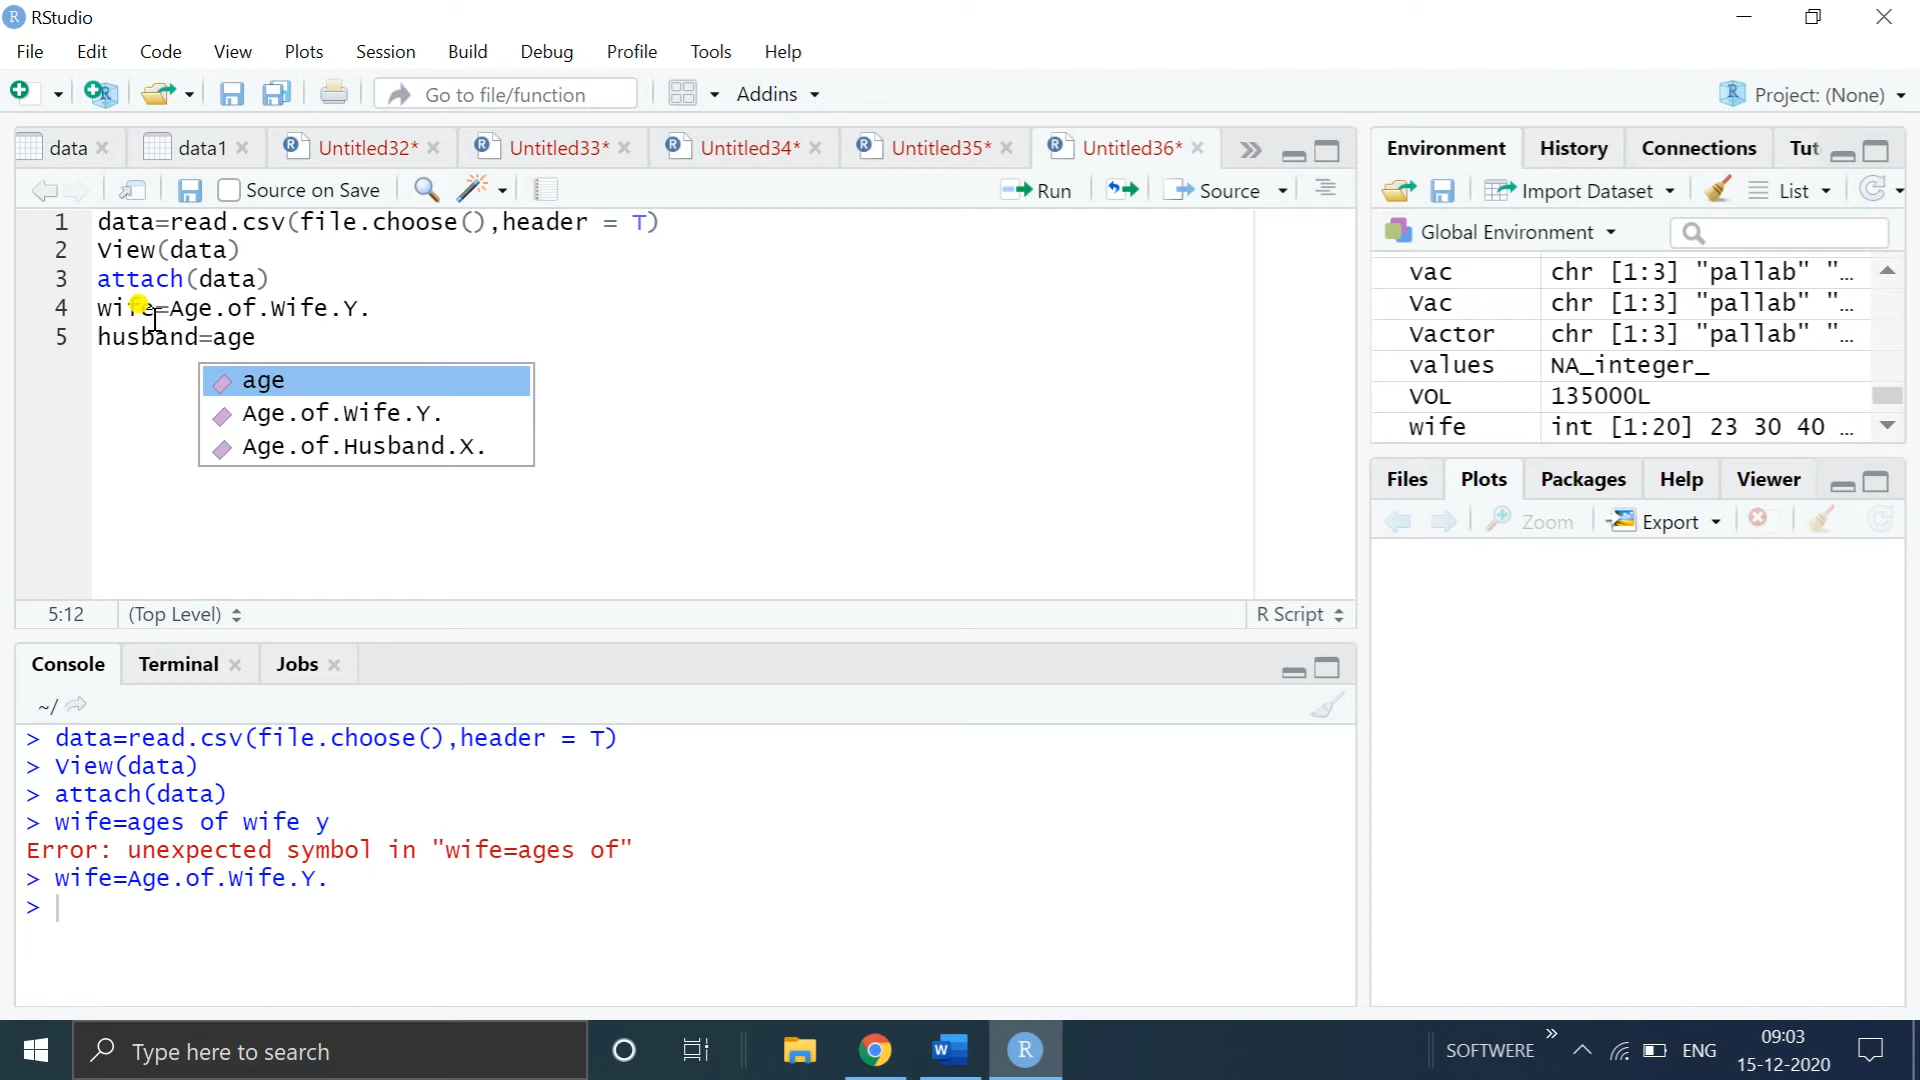 RStudio
File Edit Code View Plots Session Build Debug Profile Tools Help
Go to file/function Addins Project: (None)
data data1 Untitled32* Untitled33* Untitled34* Untitled35* Untitled36*
Source on Save Run Source
1 data=read.csv(file.choose(),header = T)
2 View(data)
3 attach(data)
4 wife=Age.of.Wife.Y.
5 husband=age
age
Age.of.Wife.Y.
Age.of.Husband.X.
5:12 (Top Level) R Script
Console Terminal Jobs
~/
> data=read.csv(file.choose(),header = T)
> View(data)
> attach(data)
> wife=ages of wife y
Error: unexpected symbol in "wife=ages of"
> wife=Age.of.Wife.Y.
>
Environment History Connections Tut
Import Dataset List
Global Environment
vac chr [1:3] "pallab" "…
Vac chr [1:3] "pallab" "…
Vactor chr [1:3] "pallab" "…
values NA_integer_
VOL 135000L
wife int [1:20] 23 30 40 …
Files Plots Packages Help Viewer
Zoom Export
Type here to search
SOFTWERE ENG 09:03
15-12-2020